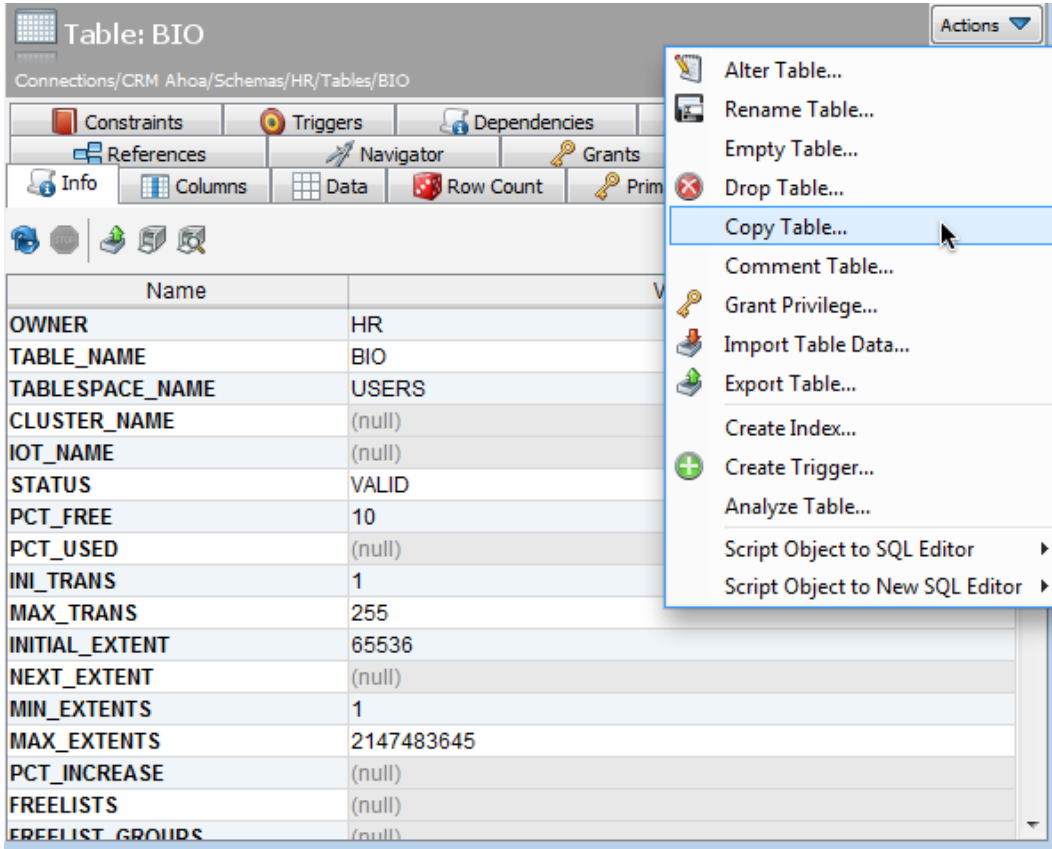 Table: BIO
Actions
Connections/CRM Ahoa/Schemas/HR/Tables/BIO
Constraints Triggers Dependencies
References Navigator Grants
Info Columns Data Row Count Prim
STOP
Name V
OWNER HR
TABLE_NAME BIO
TABLESPACE_NAME USERS
CLUSTER_NAME (null)
IOT_NAME (null)
STATUS VALID
PCT_FREE 10
PCT_USED (null)
INI_TRANS 1
MAX_TRANS 255
INITIAL_EXTENT 65536
NEXT_EXTENT (null)
MIN_EXTENTS 1
MAX_EXTENTS 2147483645
PCT_INCREASE (null)
FREELISTS (null)
FREELIST_GROUPS (null)
Alter Table...
Rename Table...
Empty Table...
Drop Table...
Copy Table...
Comment Table...
Grant Privilege...
Import Table Data...
Export Table...
Create Index...
Create Trigger...
Analyze Table...
Script Object to SQL Editor
Script Object to New SQL Editor